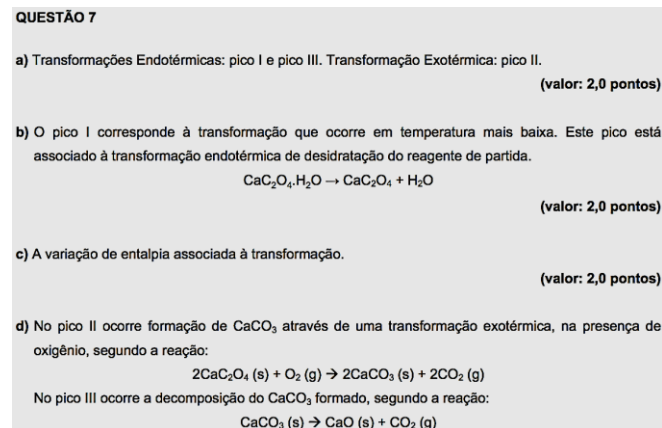 QUESTÃO 7
a) Transformações Endotérmicas: pico I e pico III. Transformação Exotérmica: pico II.
(valor: 2,0 pontos)
b) O pico I corresponde à transformação que ocorre em temperatura mais baixa. Este pico está
associado à transformação endotérmica de desidratação do reagente de partida.
CaC₂O₄.H₂O → CaC₂O₄ + H₂O
(valor: 2,0 pontos)
c) A variação de entalpia associada à transformação.
(valor: 2,0 pontos)
d) No pico II ocorre formação de CaCO₃ através de uma transformação exotérmica, na presença de
oxigênio, segundo a reação:
2CaC₂O₄ (s) + O₂ (g) → 2CaCO₃ (s) + 2CO₂ (g)
No pico III ocorre a decomposição do CaCO₃ formado, segundo a reação:
CaCO₃ (s) → CaO (s) + CO₂ (g)